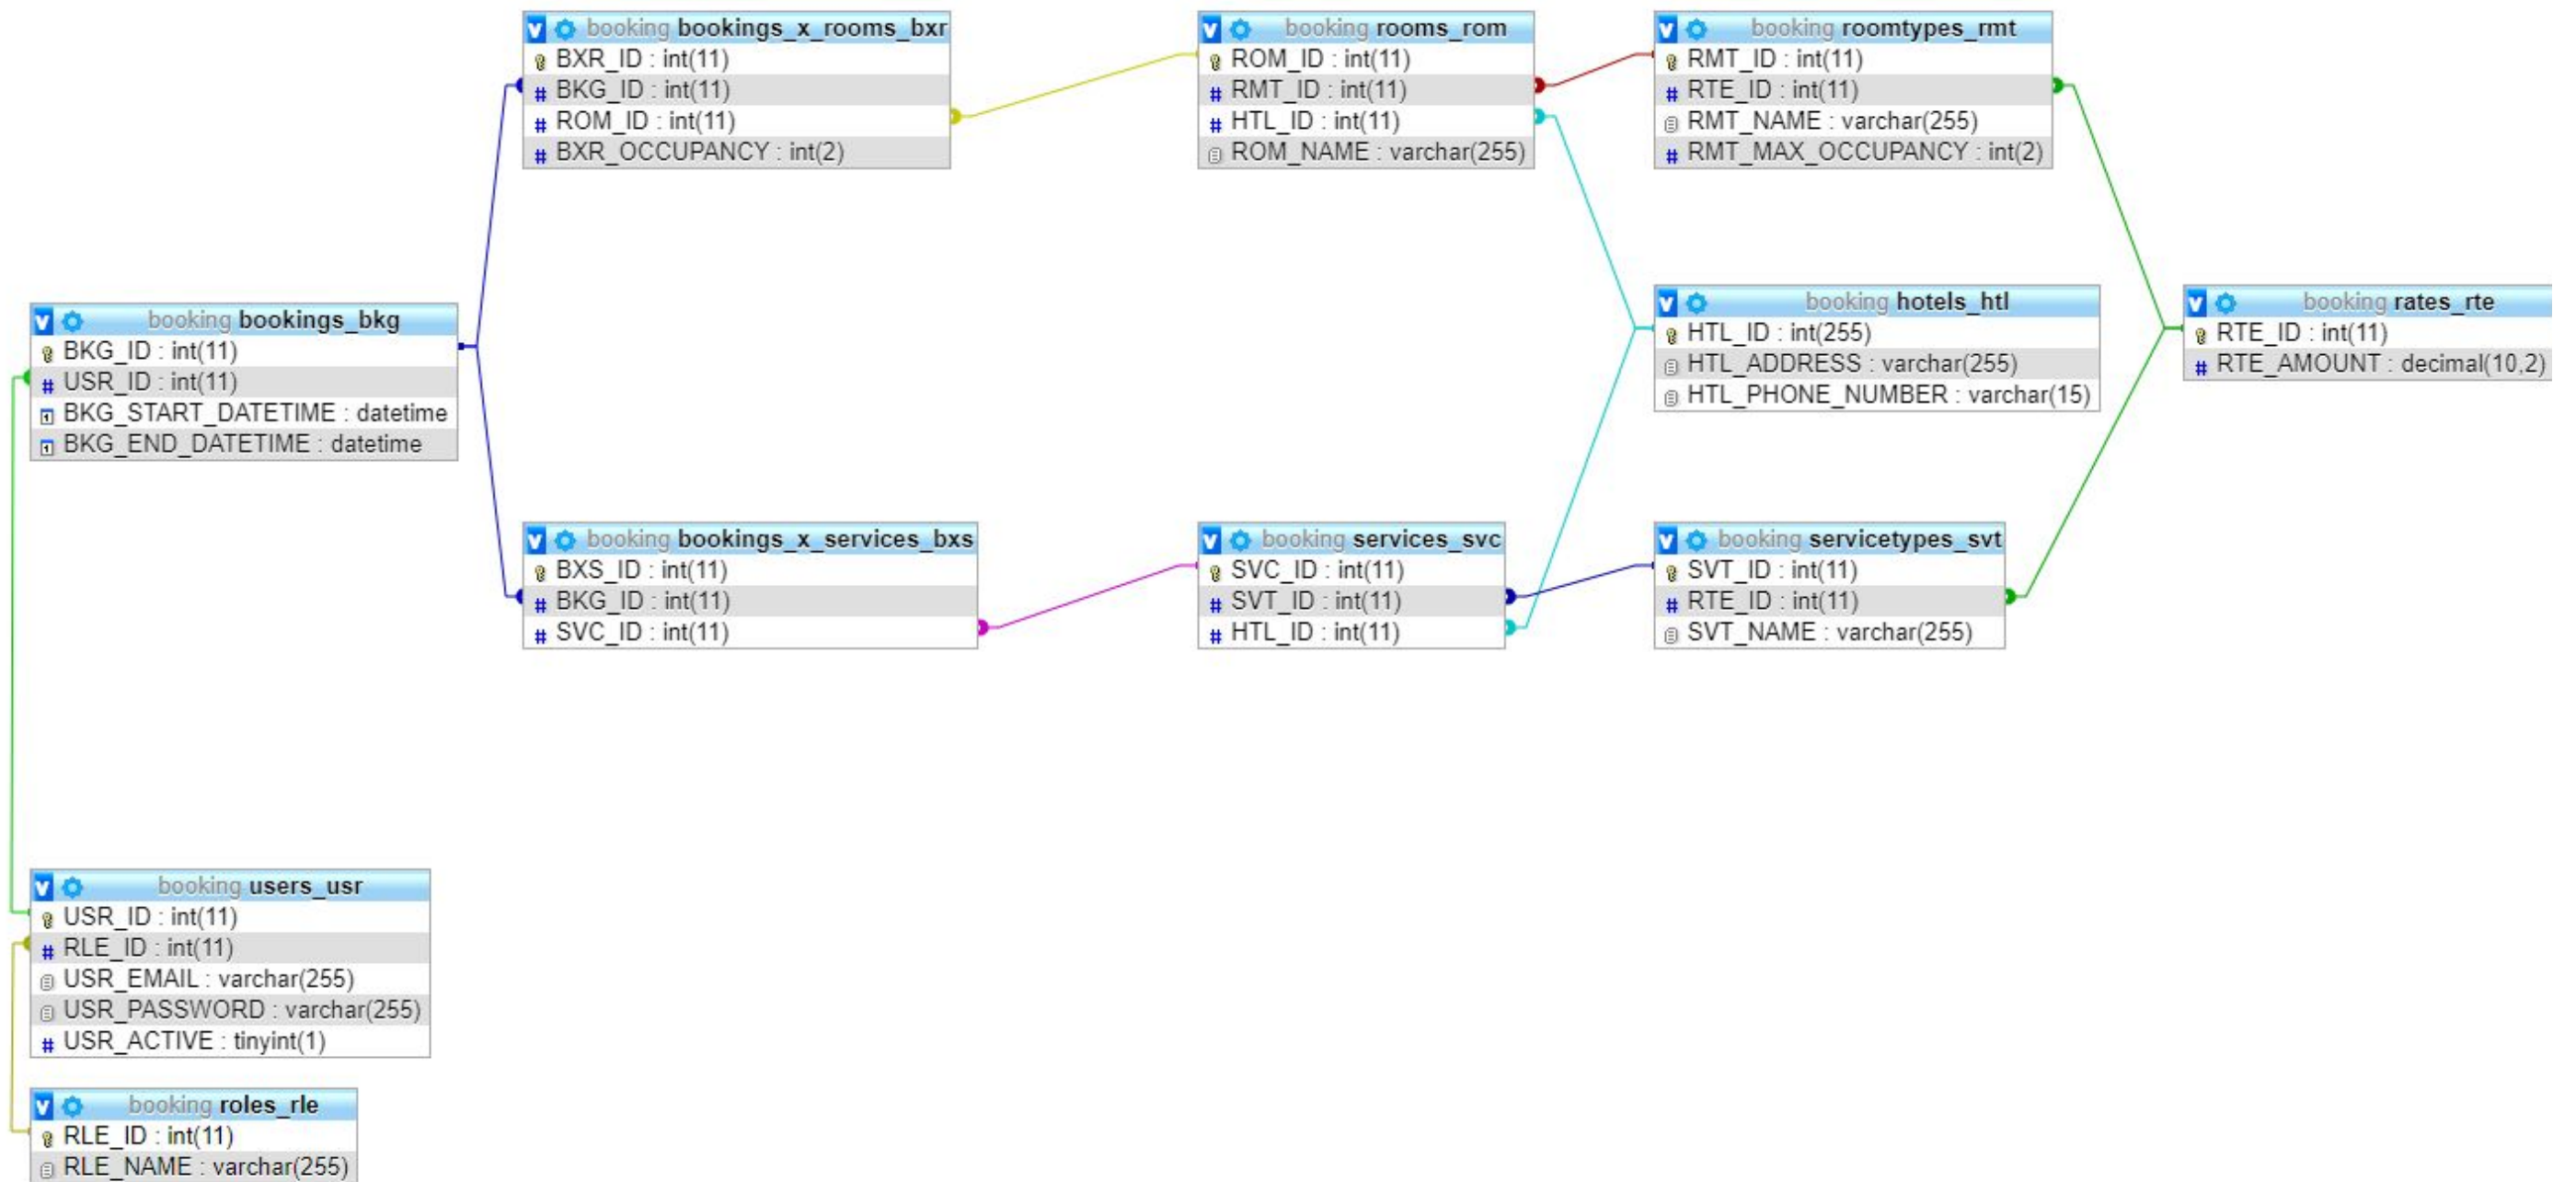 booking bookings_x_rooms_bxr
BXR_ID : int(11)
BKG_ID : int(11)
ROM_ID : int(11)
BXR_OCCUPANCY : int(2)
booking rooms_rom
ROM_ID : int(11)
RMT_ID : int(11)
HTL_ID : int(11)
ROM_NAME : varchar(255)
booking roomtypes_rmt
RMT_ID : int(11)
RTE_ID : int(11)
RMT_NAME : varchar(255)
RMT_MAX_OCCUPANCY : int(2)
booking bookings_bkg
BKG_ID : int(11)
USR_ID : int(11)
BKG_START_DATETIME : datetime
BKG_END_DATETIME : datetime
booking hotels_htl
HTL_ID : int(255)
HTL_ADDRESS : varchar(255)
HTL_PHONE_NUMBER : varchar(15)
booking rates_rte
RTE_ID : int(11)
RTE_AMOUNT : decimal(10,2)
booking bookings_x_services_bxs
BXS_ID : int(11)
BKG_ID : int(11)
SVC_ID : int(11)
booking services_svc
SVC_ID : int(11)
SVT_ID : int(11)
HTL_ID : int(11)
booking servicetypes_svt
SVT_ID : int(11)
RTE_ID : int(11)
SVT_NAME : varchar(255)
booking users_usr
USR_ID : int(11)
RLE_ID : int(11)
USR_EMAIL : varchar(255)
USR_PASSWORD : varchar(255)
USR_ACTIVE : tinyint(1)
booking roles_rle
RLE_ID : int(11)
RLE_NAME : varchar(255)